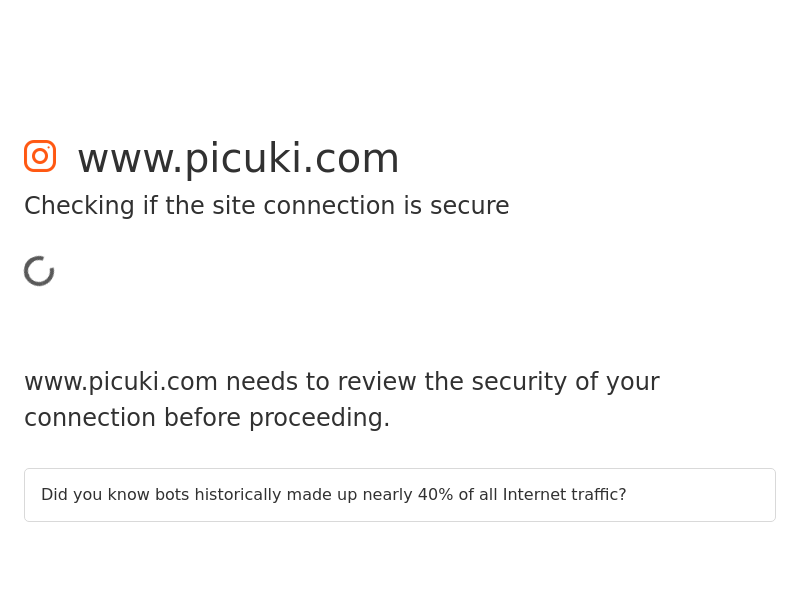 www.picuki.com
Checking if the site connection is secure
www.picuki.com needs to review the security of your
connection before proceeding.
Did you know bots historically made up nearly 40% of all Internet traffic?